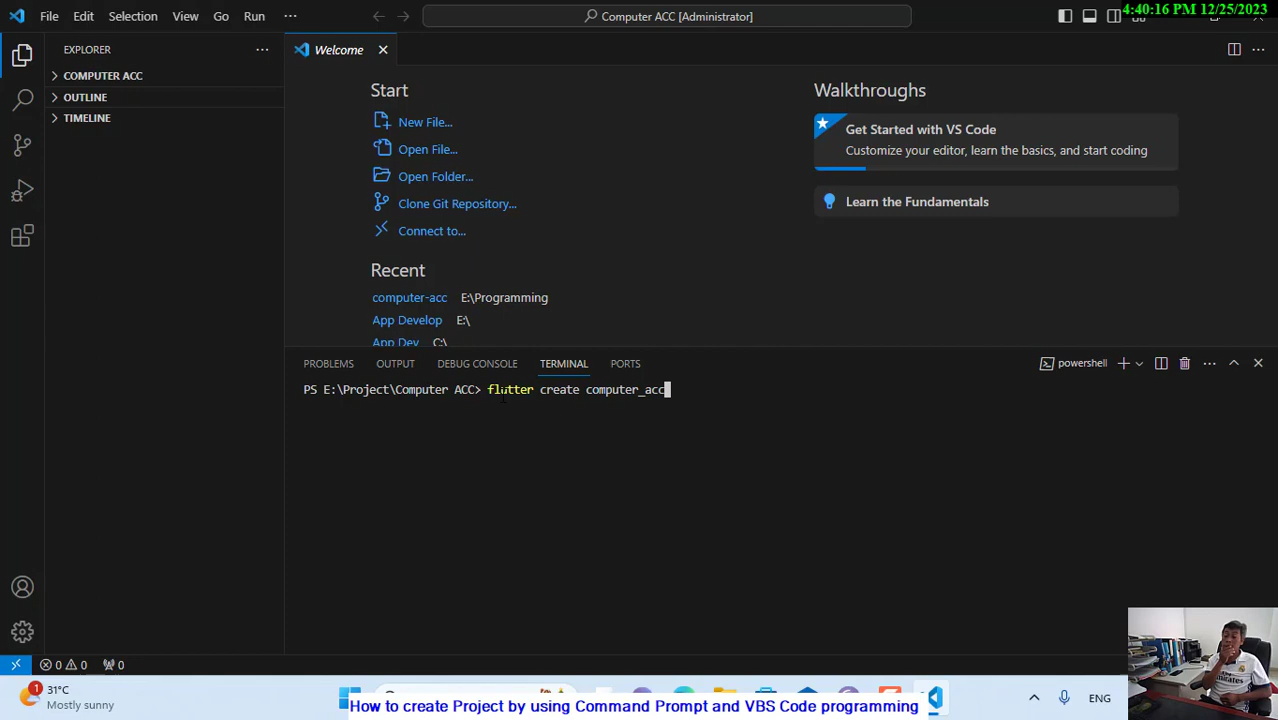 File Edit Selection View Go Run ···
Computer ACC [Administrator]
4:40:16 PM 12/25/2023
EXPLORER
COMPUTER ACC
OUTLINE
TIMELINE
Welcome
Start
New File...
Open File...
Open Folder...
Clone Git Repository...
Connect to...
Recent
computer-acc E:\Programming
App Develop E:\
App Dev C:\
Walkthroughs
Get Started with VS Code
Customize your editor, learn the basics, and start coding
Learn the Fundamentals
PROBLEMS OUTPUT DEBUG CONSOLE TERMINAL PORTS
powershell
PS E:\Project\Computer ACC> flutter create computer_acc
0 0 0
1
31°C
Mostly sunny
ENG
How to create Project by using Command Prompt and VBS Code programming